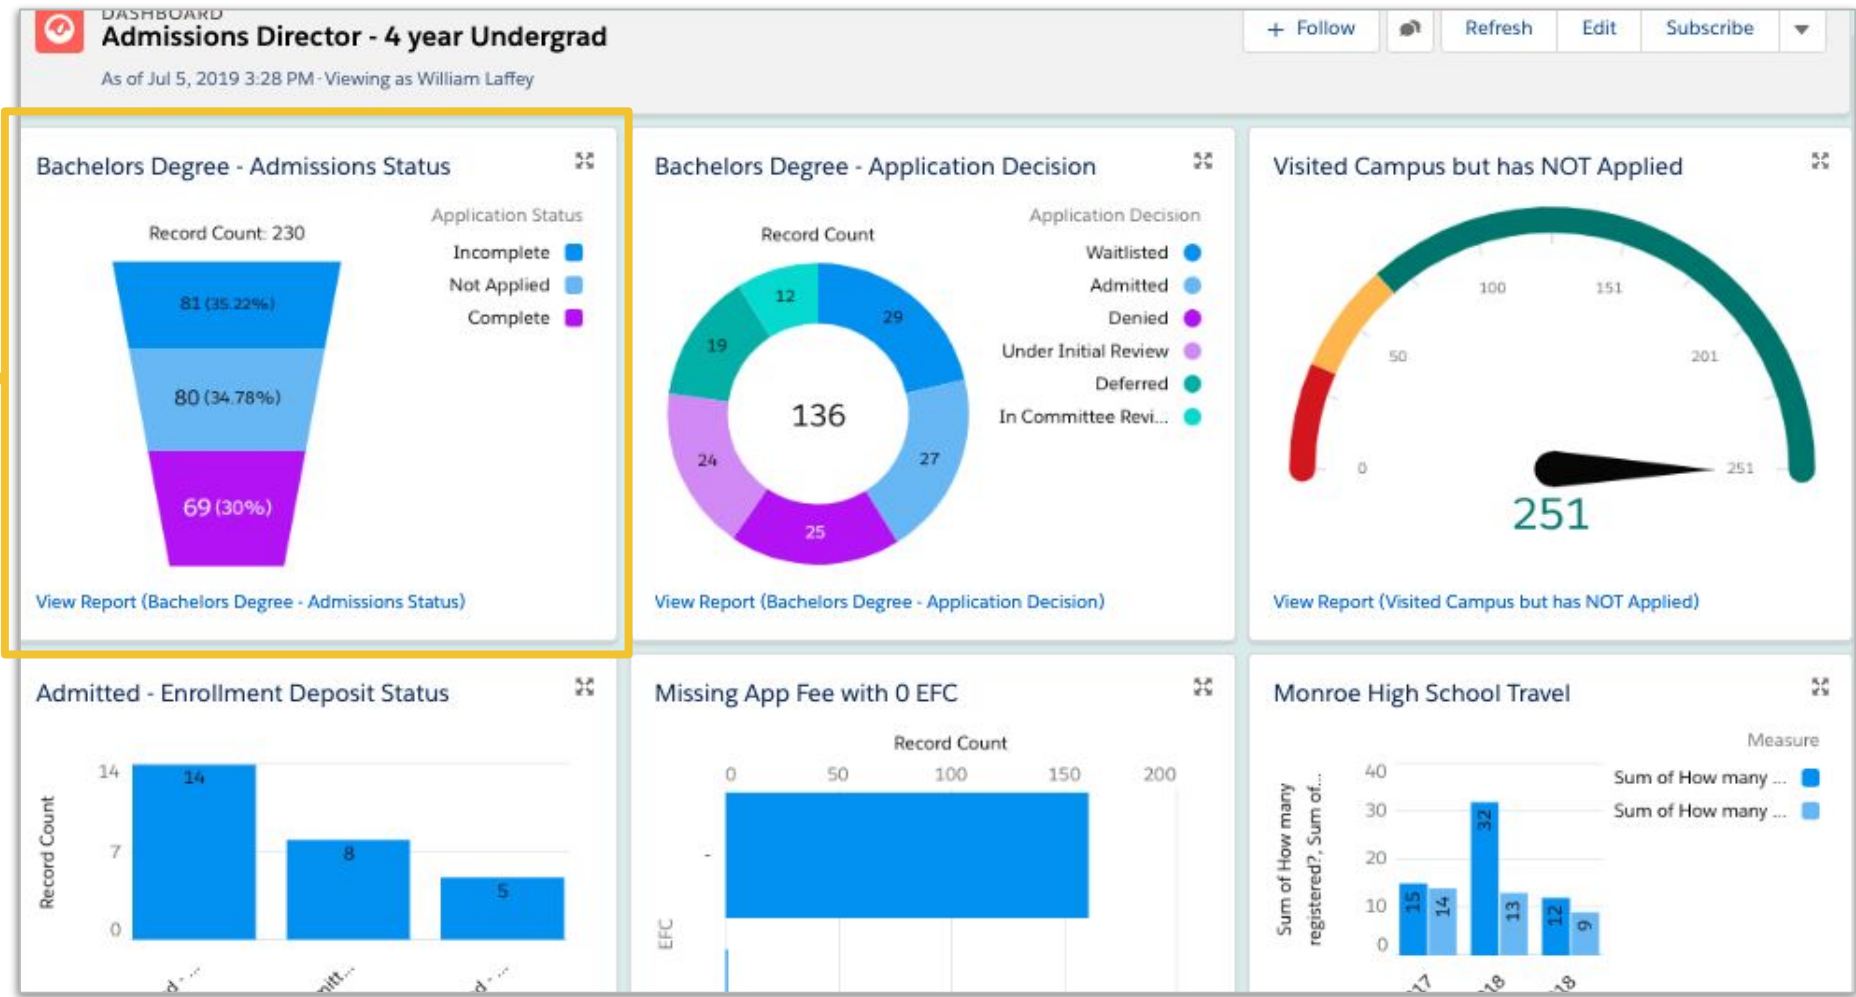 DASHBOARD
Admissions Director - 4 year Undergrad
As of Jul 5, 2019 3:28 PM·Viewing as William Laffey
+ Follow
Refresh
Edit
Subscribe
Bachelors Degree - Admissions Status
Record Count: 230
Application Status
Incomplete
Not Applied
Complete
81 (35.22%)
80 (34.78%)
69 (30%)
View Report (Bachelors Degree - Admissions Status)
Bachelors Degree - Application Decision
Record Count
Application Decision
Waitlisted
Admitted
Denied
Under Initial Review
Deferred
In Committee Revi...
12
29
19
136
24
27
25
View Report (Bachelors Degree - Application Decision)
Visited Campus but has NOT Applied
0
50
100
151
201
251
251
View Report (Visited Campus but has NOT Applied)
Admitted - Enrollment Deposit Status
Record Count
14
7
0
14
8
5
d - ...
mitt...
d - ...
Missing App Fee with 0 EFC
Record Count
0 50 100 150 200
-
EFC
Monroe High School Travel
Measure
Sum of How many ...
Sum of How many ...
Sum of How many
registered?, Sum of...
40
30
20
10
0
15
14
32
13
12
9
17
18
18